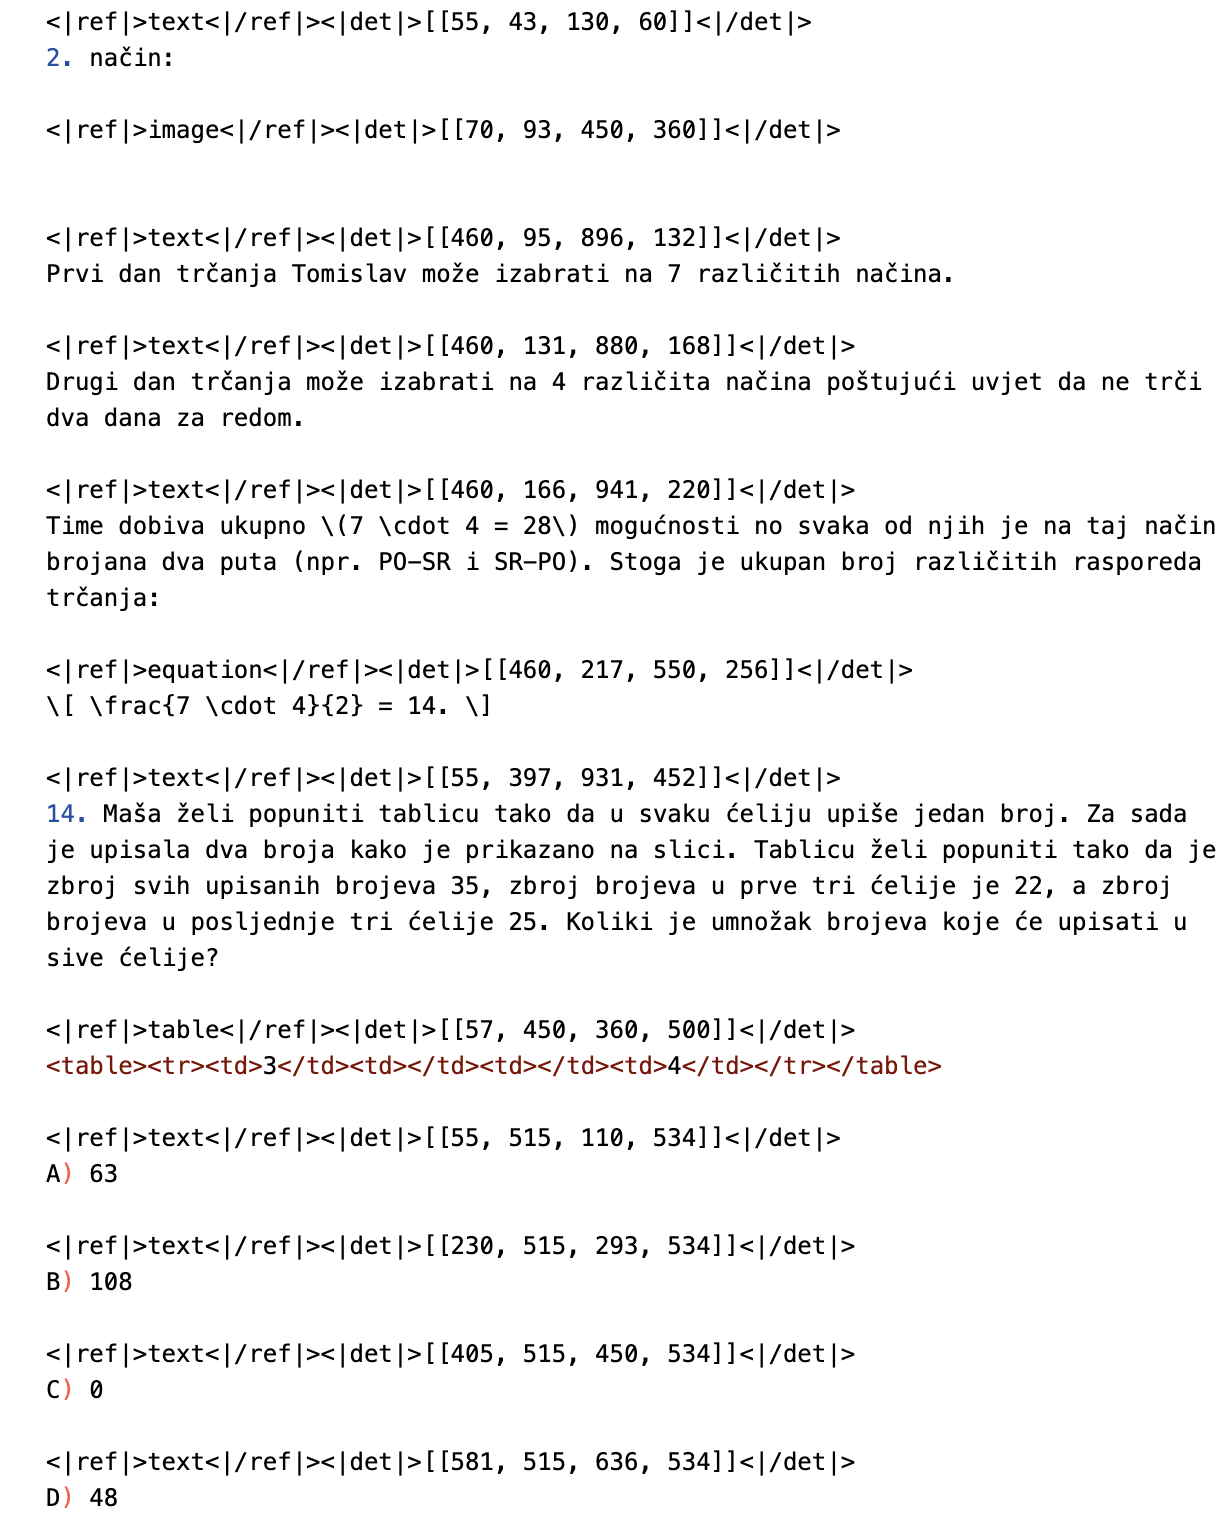 <|ref|>text<|/ref|><|det|>[[55, 43, 130, 60]]<|/det|>
2. način:
<|ref|>image<|/ref|><|det|>[[70, 93, 450, 360]]<|/det|>
<|ref|>text<|/ref|><|det|>[[460, 95, 896, 132]]<|/det|>
Prvi dan trčanja Tomislav može izabrati na 7 različitih načina.
<|ref|>text<|/ref|><|det|>[[460, 131, 880, 168]]<|/det|>
Drugi dan trčanja može izabrati na 4 različita načina poštujući uvjet da ne trči
dva dana za redom.
<|ref|>text<|/ref|><|det|>[[460, 166, 941, 220]]<|/det|>
Time dobiva ukupno \(7 \cdot 4 = 28\) mogućnosti no svaka od njih je na taj način
brojana dva puta (npr. PO–SR i SR–PO). Stoga je ukupan broj različitih rasporeda
trčanja:
<|ref|>equation<|/ref|><|det|>[[460, 217, 550, 256]]<|/det|>
\[ \frac{7 \cdot 4}{2} = 14. \]
<|ref|>text<|/ref|><|det|>[[55, 397, 931, 452]]<|/det|>
14. Maša želi popuniti tablicu tako da u svaku ćeliju upiše jedan broj. Za sada
je upisala dva broja kako je prikazano na slici. Tablicu želi popuniti tako da je
zbroj svih upisanih brojeva 35, zbroj brojeva u prve tri ćelije je 22, a zbroj
brojeva u posljednje tri ćelije 25. Koliki je umnožak brojeva koje će upisati u
sive ćelije?
<|ref|>table<|/ref|><|det|>[[57, 450, 360, 500]]<|/det|>
<table><tr><td>3</td><td></td><td></td><td>4</td></tr></table>
<|ref|>text<|/ref|><|det|>[[55, 515, 110, 534]]<|/det|>
A) 63
<|ref|>text<|/ref|><|det|>[[230, 515, 293, 534]]<|/det|>
B) 108
<|ref|>text<|/ref|><|det|>[[405, 515, 450, 534]]<|/det|>
C) 0
<|ref|>text<|/ref|><|det|>[[581, 515, 636, 534]]<|/det|>
D) 48